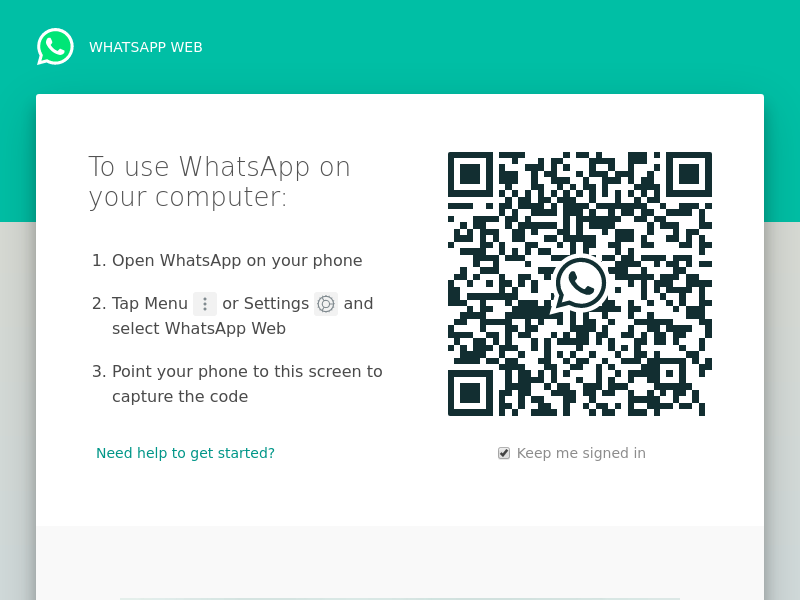 WHATSAPP WEB
To use WhatsApp on
your computer:
1. Open WhatsApp on your phone
2. Tap Menu or Settings and
select WhatsApp Web
3. Point your phone to this screen to
capture the code
Need help to get started?
Keep me signed in